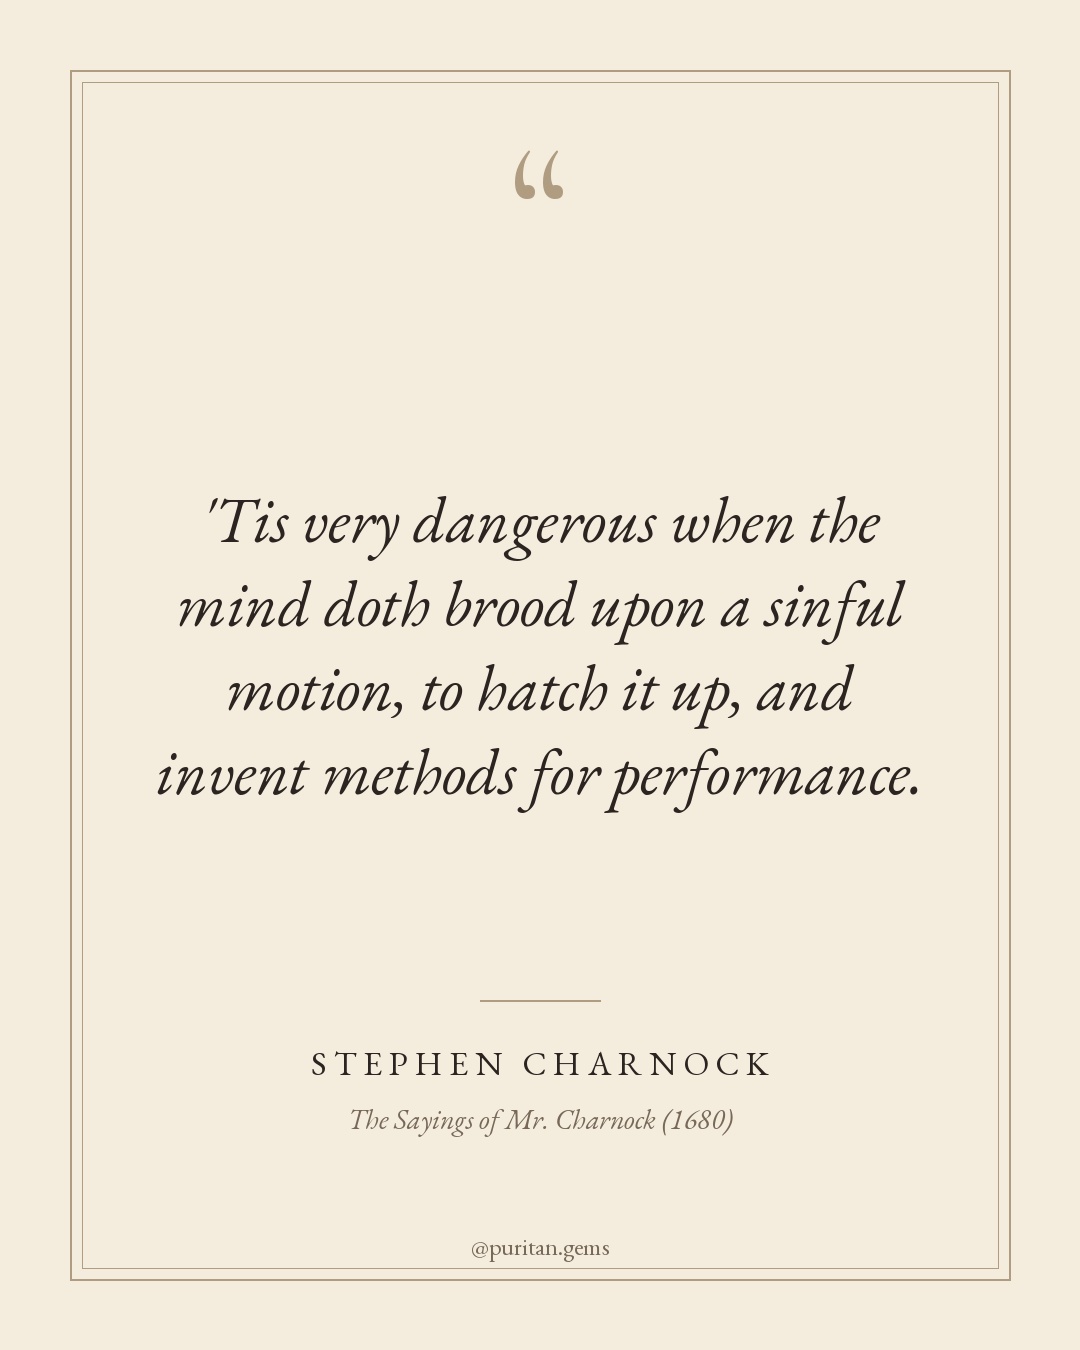 “
'Tis very dangerous when the
mind doth brood upon a sinful
motion, to hatch it up, and
invent methods for performance.
STEPHEN CHARNOCK
The Sayings of Mr. Charnock (1680)
@puritan.gems